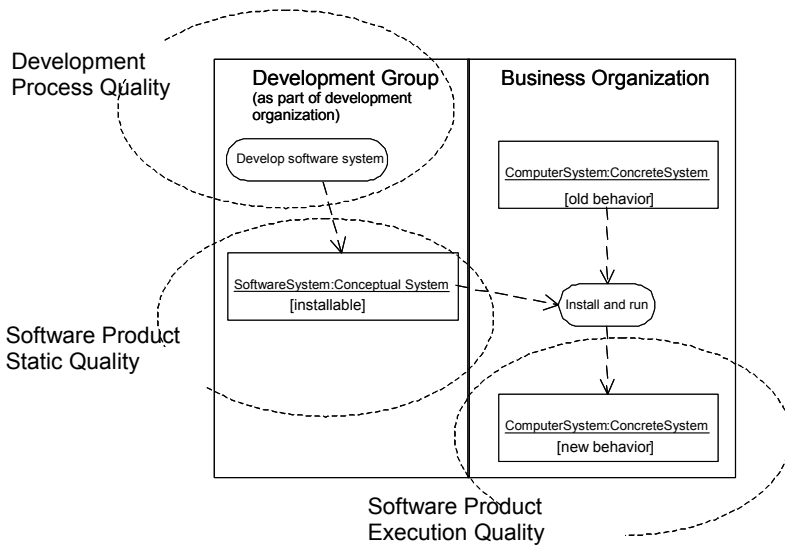 Development
Process Quality
Development Group
(as part of development
organization)
Business Organization
Develop software system
ComputerSystem:ConcreteSystem
[old behavior]
SoftwareSystem:Conceptual System
[installable]
Install and run
Software Product
Static Quality
ComputerSystem:ConcreteSystem
[new behavior]
Software Product
Execution Quality